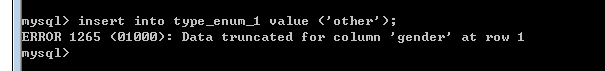 mysql> insert into type_enum_1 value ('other');
ERROR 1265 (01000): Data truncated for column 'gender' at row 1
mysql>